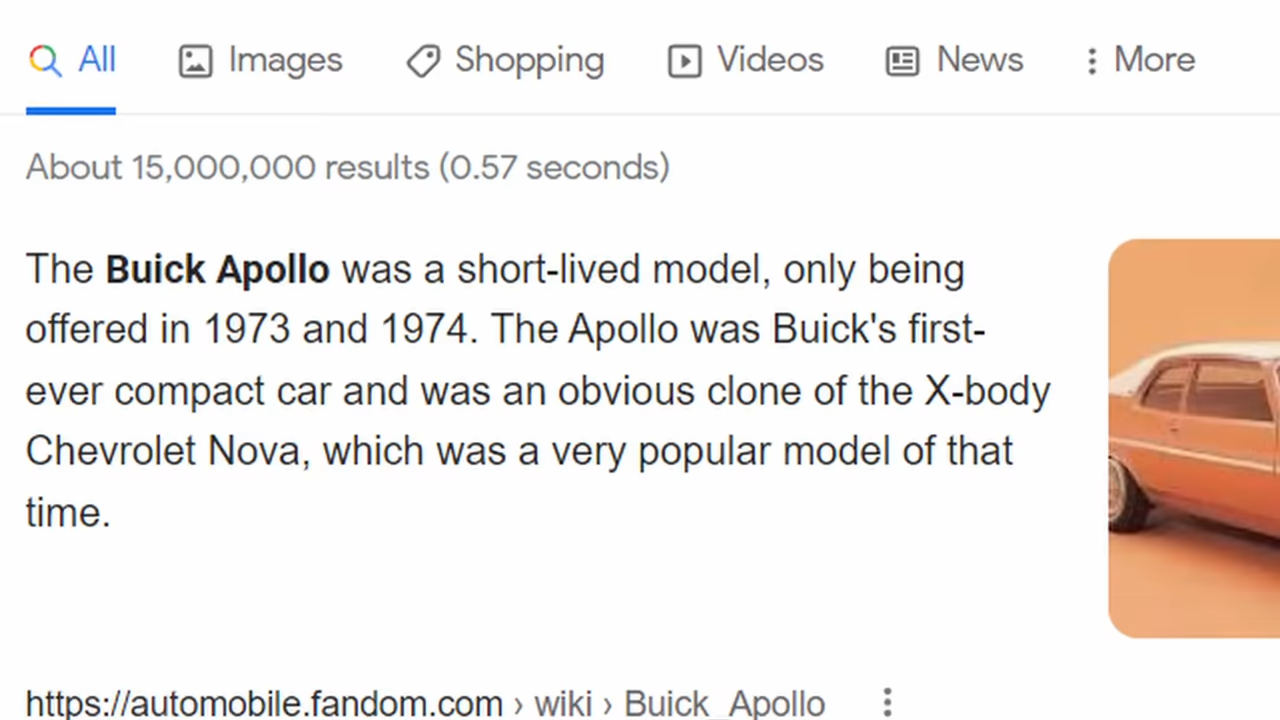 All Images Shopping Videos News More
About 15,000,000 results (0.57 seconds)
The Buick Apollo was a short-lived model, only being
offered in 1973 and 1974. The Apollo was Buick's first-
ever compact car and was an obvious clone of the X-body
Chevrolet Nova, which was a very popular model of that
time.
https://automobile.fandom.com › wiki › Buick_Apollo